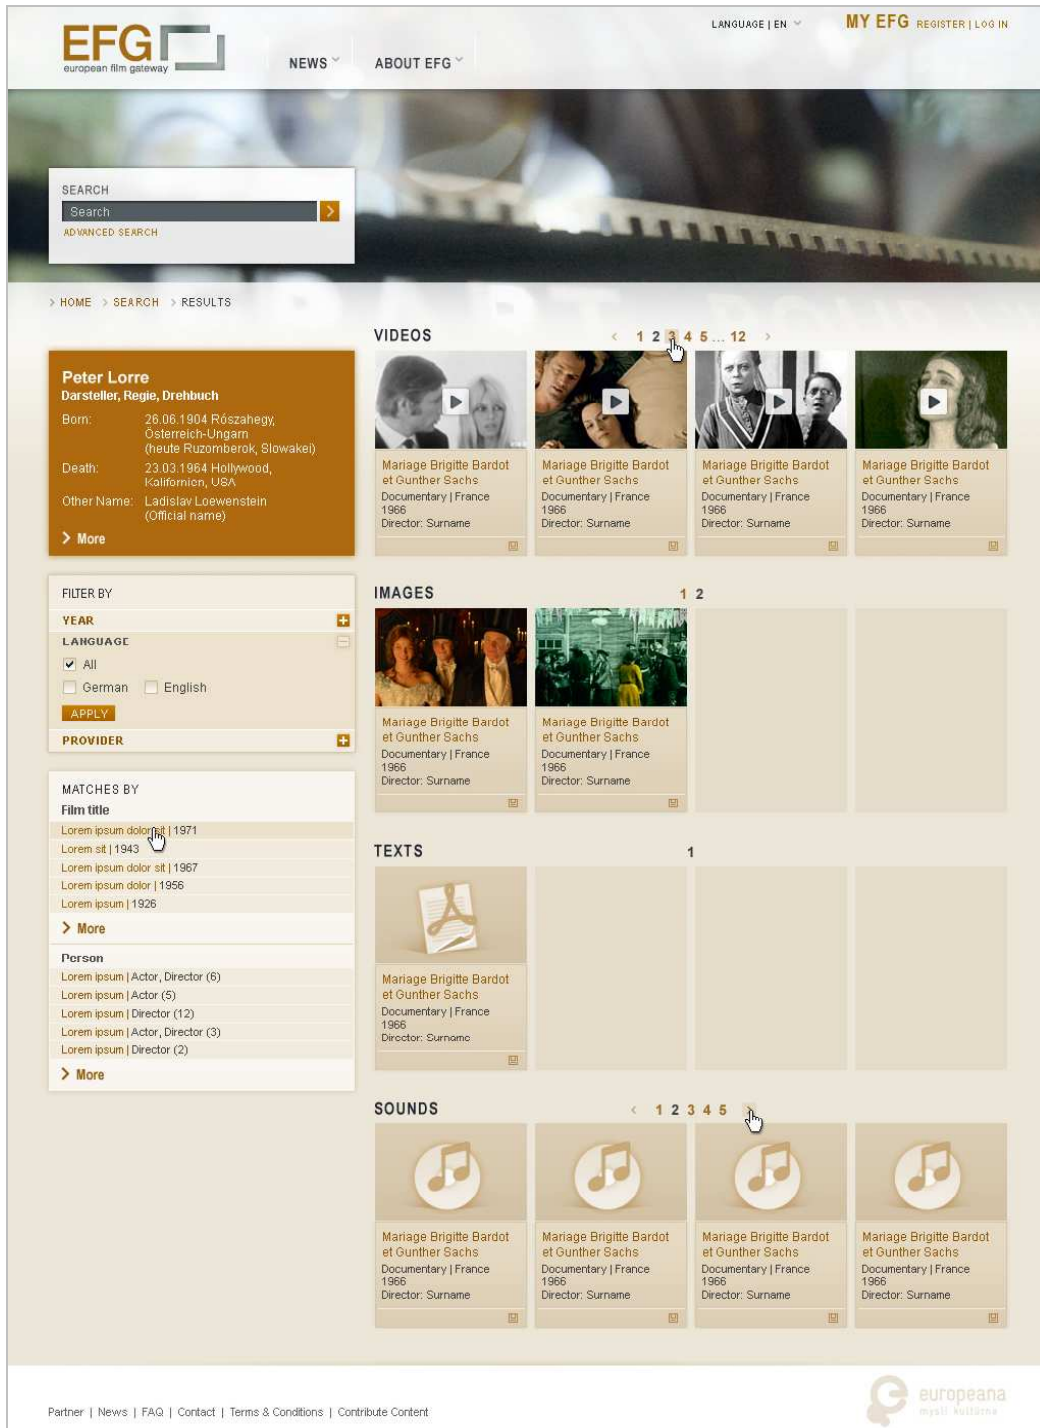 LANGUAGE | EN
MY EFG REGISTER | LOG IN
EFG
european film gateway
NEWS
ABOUT EFG
SEARCH
Search
ADVANCED SEARCH
> HOME > SEARCH > RESULTS
Peter Lorre
Darsteller, Regie, Drehbuch
Born: 26.06.1904 Rószahegy,
Österreich-Ungarn
(heute Ruzomberok, Slowakei)
Death: 23.03.1964 Hollywood,
Kalifornien, USA
Other Name: Ladislav Loewenstein
(Official name)
> More
FILTER BY
YEAR
LANGUAGE
All
German English
APPLY
PROVIDER
MATCHES BY
Film title
Lorem ipsum dolor sit | 1971
Lorem sit | 1943
Lorem ipsum dolor sit | 1967
Lorem ipsum dolor | 1956
Lorem ipsum | 1926
> More
Person
Lorem ipsum | Actor, Director (6)
Lorem ipsum | Actor (5)
Lorem ipsum | Director (12)
Lorem ipsum | Actor, Director (3)
Lorem ipsum | Director (2)
> More
VIDEOS
< 1 2 3 4 5 ... 12 >
Mariage Brigitte Bardot
et Gunther Sachs
Documentary | France
1966
Director: Surname
Mariage Brigitte Bardot
et Gunther Sachs
Documentary | France
1966
Director: Surname
Mariage Brigitte Bardot
et Gunther Sachs
Documentary | France
1966
Director: Surname
Mariage Brigitte Bardot
et Gunther Sachs
Documentary | France
1966
Director: Surname
IMAGES
1 2
Mariage Brigitte Bardot
et Gunther Sachs
Documentary | France
1966
Director: Surname
Mariage Brigitte Bardot
et Gunther Sachs
Documentary | France
1966
Director: Surname
TEXTS
1
Mariage Brigitte Bardot
et Gunther Sachs
Documentary | France
1966
Director: Surname
SOUNDS
< 1 2 3 4 5 >
Mariage Brigitte Bardot
et Gunther Sachs
Documentary | France
1966
Director: Surname
Mariage Brigitte Bardot
et Gunther Sachs
Documentary | France
1966
Director: Surname
Mariage Brigitte Bardot
et Gunther Sachs
Documentary | France
1966
Director: Surname
Mariage Brigitte Bardot
et Gunther Sachs
Documentary | France
1966
Director: Surname
Partner | News | FAQ | Contact | Terms & Conditions | Contribute Content
europeana